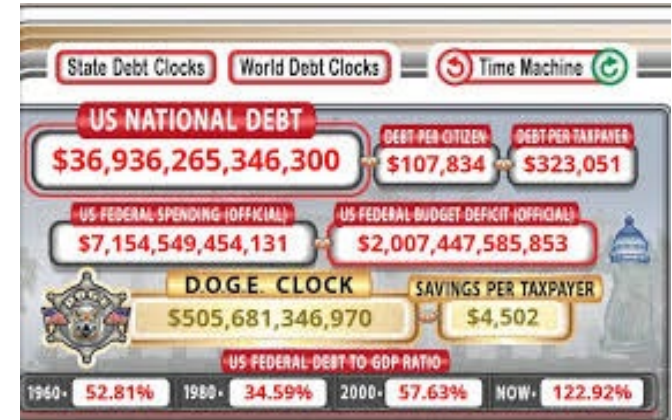 State Debt Clocks World Debt Clocks Time Machine
US NATIONAL DEBT
DEBT PER CITIZEN DEBT PER TAXPAYER
$36,936,265,346,300 $107,834 $323,051
US FEDERAL SPENDING (OFFICIAL) US FEDERAL BUDGET DEFICIT (OFFICIAL)
$7,154,549,454,131 $2,007,447,585,853
D.O.G.E. CLOCK SAVINGS PER TAXPAYER
$505,681,346,970 $4,502
US FEDERAL DEBT TO GDP RATIO
1960- 52.81% 1980- 34.59% 2000- 57.63% NOW- 122.92%